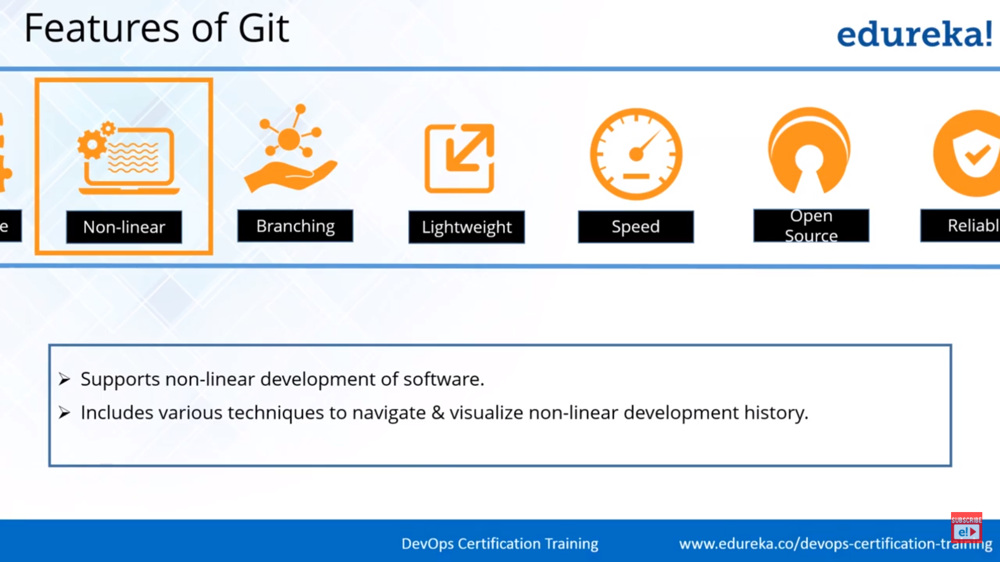 Features of Git
edureka!
e
Non-linear
Branching
Lightweight
Speed
Open
Source
Reliabl
➢ Supports non-linear development of software.
➢ Includes various techniques to navigate & visualize non-linear development history.
SUBSCRIBE
e!
DevOps Certification Training
www.edureka.co/devops-certification-training